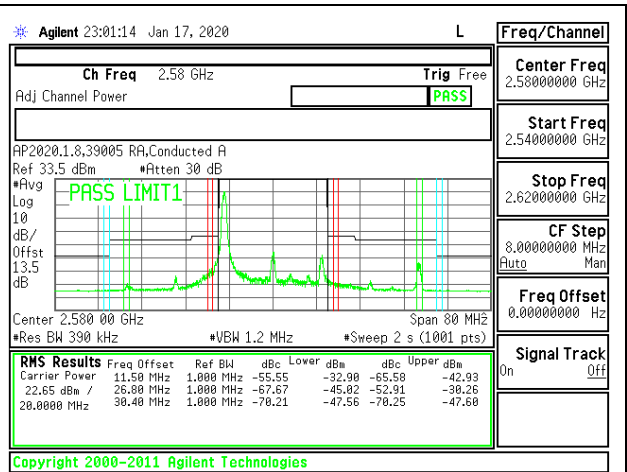 Agilent 23:01:14 Jan 17, 2020 L
Freq/Channel
Ch Freq 2.58 GHz Trig Free
Adj Channel Power PASS
AP2020.1.8,39005 RA,Conducted A
Ref 33.5 dBm #Atten 30 dB
#Avg
Log
10
dB/
Offst
13.5
dB
PASS LIMIT1
Center 2.580 00 GHz Span 80 MHz
#Res BW 390 kHz #VBW 1.2 MHz #Sweep 2 s (1001 pts)
RMS Results Freq Offset Ref BW dBc Lower dBm dBc Upper dBm
Carrier Power 11.50 MHz 1.000 MHz -55.55 -32.90 -65.58 -42.93
22.65 dBm / 26.80 MHz 1.000 MHz -67.67 -45.02 -52.91 -30.26
20.0000 MHz 30.40 MHz 1.000 MHz -70.21 -47.56 -70.25 -47.60
Center Freq
2.58000000 GHz
Start Freq
2.54000000 GHz
Stop Freq
2.62000000 GHz
CF Step
8.00000000 MHz
Auto Man
Freq Offset
0.00000000 Hz
Signal Track
On Off
Copyright 2000-2011 Agilent Technologies